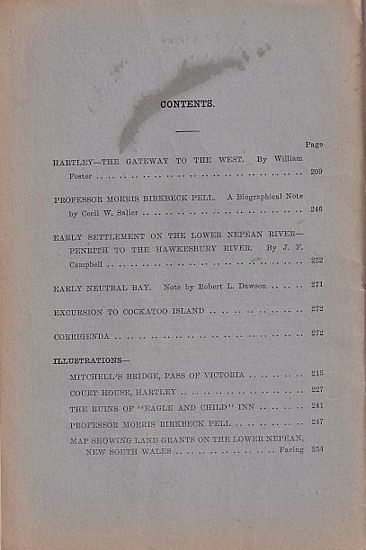 CONTENTS.
Page
HARTLEY—THE GATEWAY TO THE WEST. By William
Foster .. .. .. .. .. .. .. .. .. .. .. .. 209
PROFESSOR MORRIS BIRKBECK PELL. A Biographical Note
by Cecil W. Salier .. .. .. .. .. .. .. .. .. .. 246
EARLY SETTLEMENT ON THE LOWER NEPEAN RIVER—
PENRITH TO THE HAWKESBURY RIVER. By J. F.
Campbell .. .. .. .. .. .. .. .. .. .. .. .. 252
EARLY NEUTRAL BAY. Note by Robert L. Dawson .. .. .. 271
EXCURSION TO COCKATOO ISLAND .. .. .. .. .. .. 272
CORRIGENDA .. .. .. .. .. .. .. .. .. .. .. 272
ILLUSTRATIONS—
MITCHELL'S BRIDGE, PASS OF VICTORIA .. .. .. .. 215
COURT HOUSE, HARTLEY .. .. .. .. .. .. .. .. 227
THE RUINS OF "EAGLE AND CHILD" INN .. .. .. .. 241
PROFESSOR MORRIS BIRKBECK PELL .. .. .. .. .. 247
MAP SHOWING LAND GRANTS ON THE LOWER NEPEAN,
NEW SOUTH WALES .. .. .. .. .. .. .. Facing 254